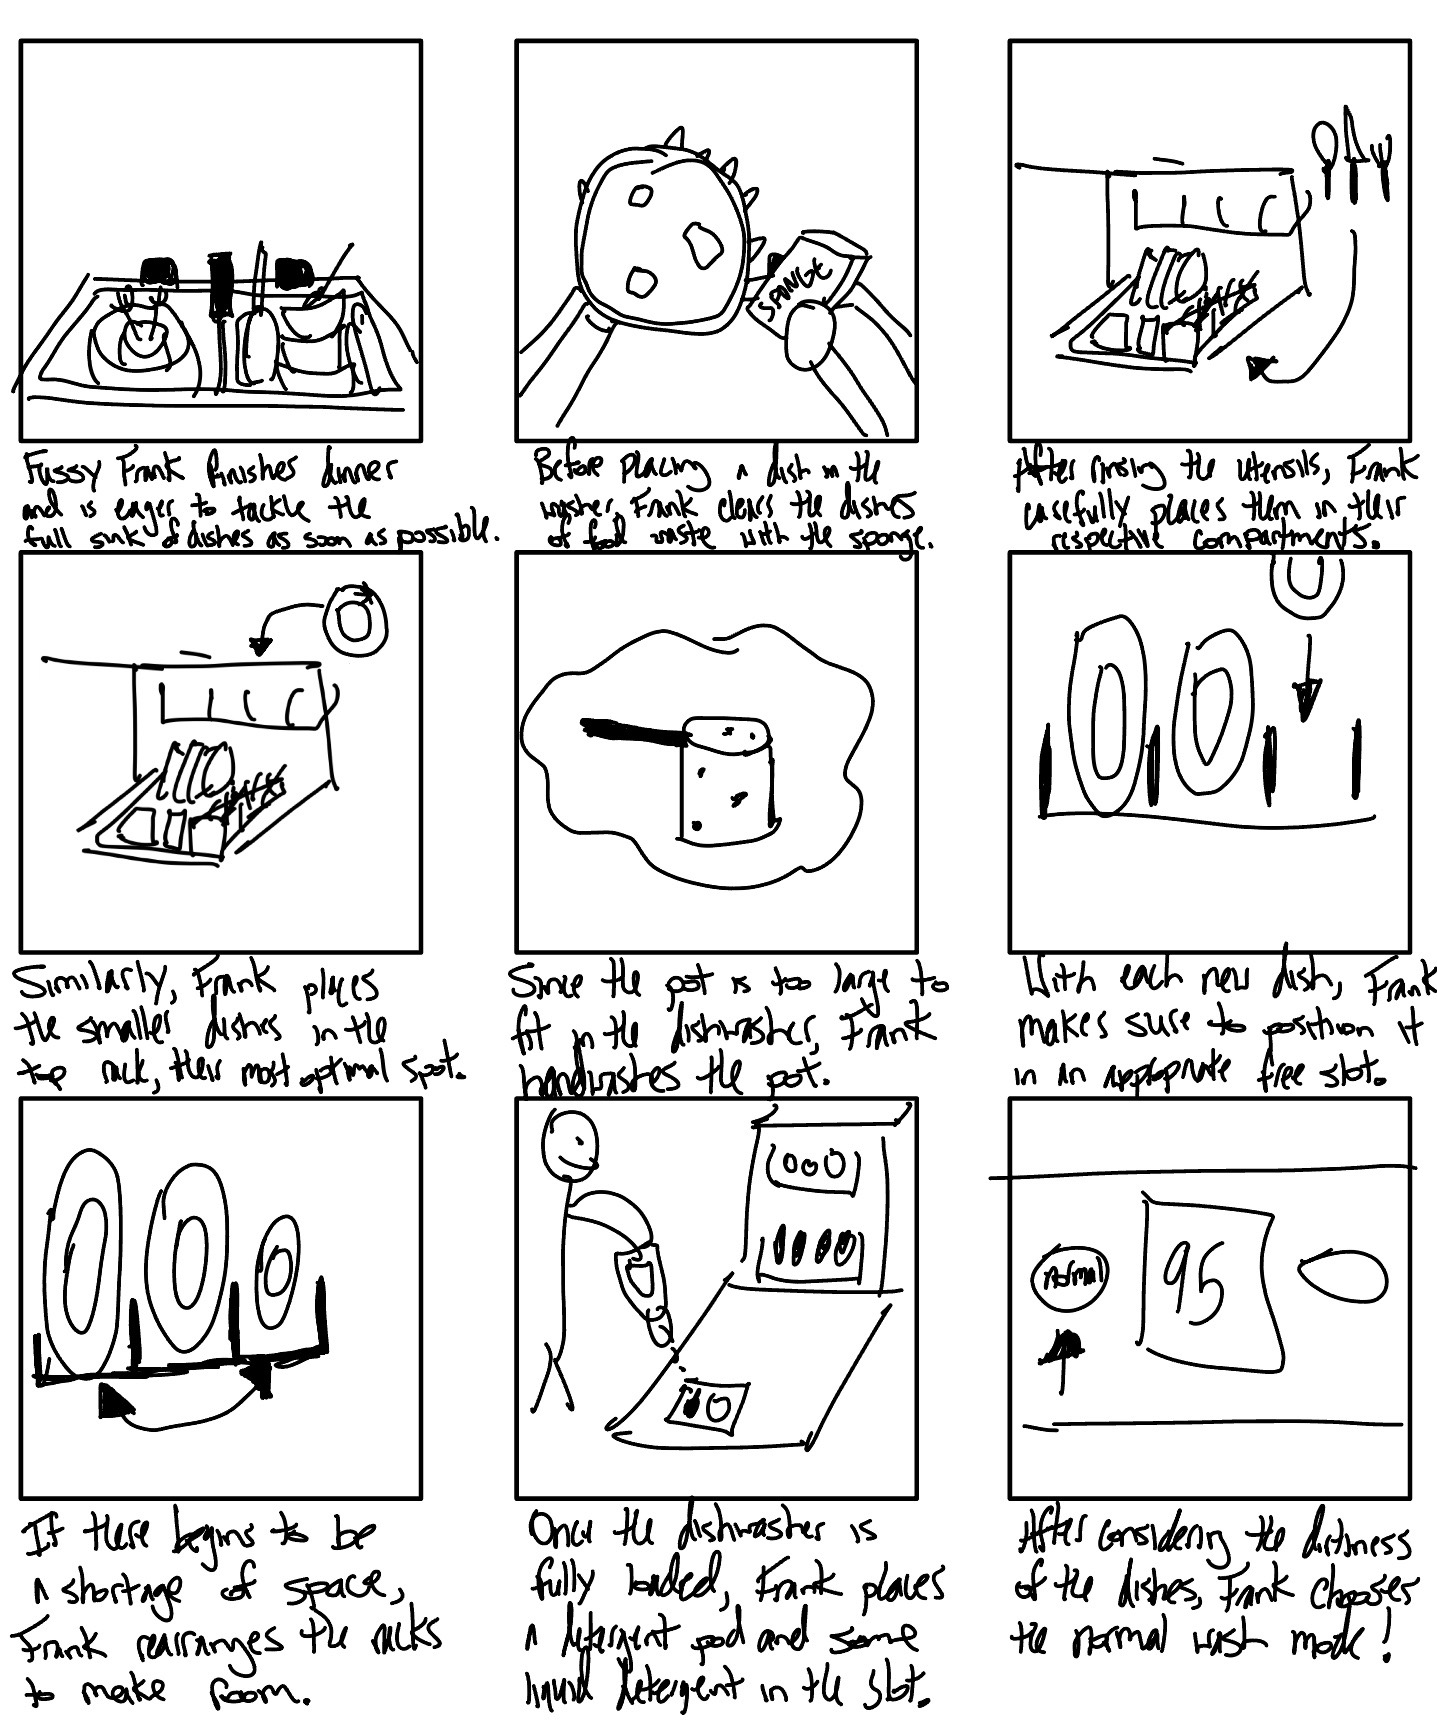 SPONGE
Fussy Frank finishes dinner
and is eager to tackle the
full sink of dishes as soon as possible.
Before placing a dish in the
washer, Frank clears the dishes
of food waste with the sponge.
After rinsing the utensils, Frank
carefully places them in their
respective compartments.
Similarly, Frank places
the smaller dishes in the
top rack, their most optimal spot.
Since the pot is too large to
fit in the dishwasher, Frank
handwashes the pot.
With each new dish, Frank
makes sure to position it
in an appropriate free slot.
If there begins to be
a shortage of space,
Frank rearranges the racks
to make room.
Once the dishwasher is
fully loaded, Frank places
a detergent pod and some
liquid detergent in the slot.
Normal
95
After considering the dirtiness
of the dishes, Frank chooses
the normal wash mode!